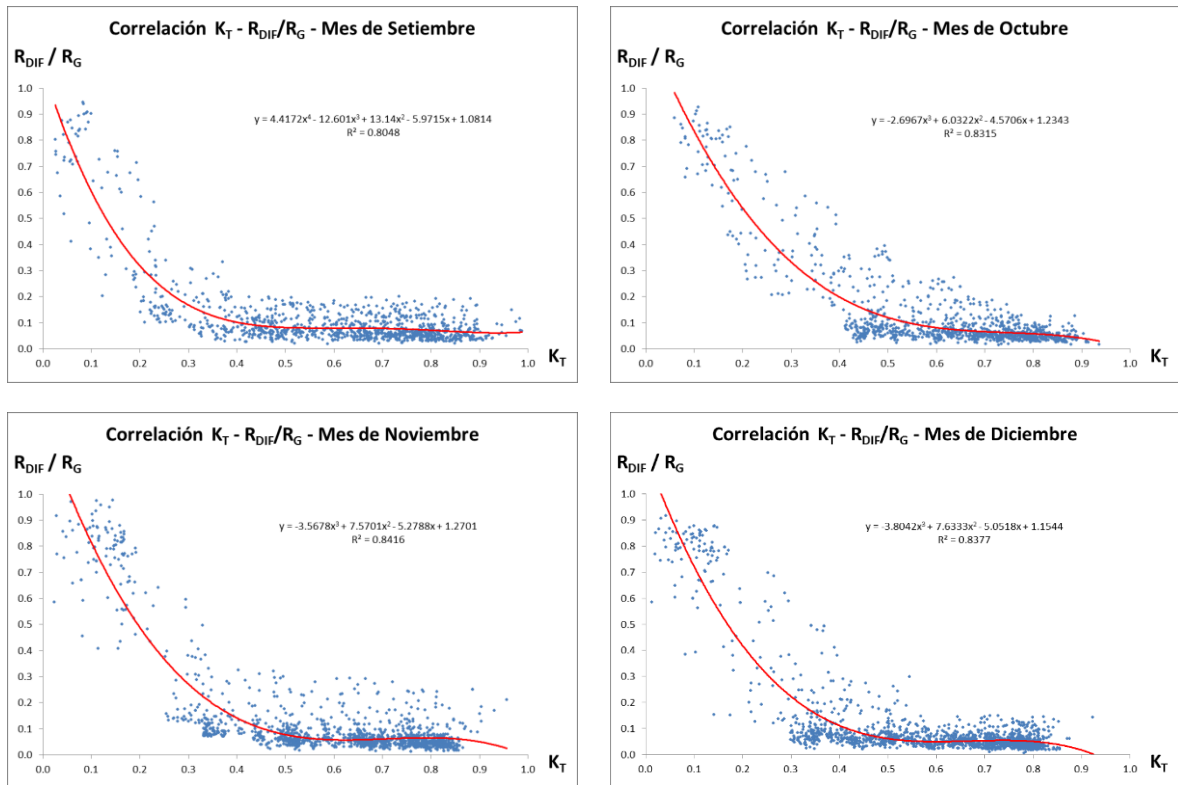 Correlación K_T - R_DIF/R_G - Mes de Setiembre
R_DIF / R_G
1.0
0.9
0.8
0.7
0.6
0.5
0.4
0.3
0.2
0.1
0.0
y = 4.4172x⁴ - 12.601x³ + 13.14x² - 5.9715x + 1.0814
R² = 0.8048
K_T
0.0 0.1 0.2 0.3 0.4 0.5 0.6 0.7 0.8 0.9 1.0
Correlación K_T - R_DIF/R_G - Mes de Octubre
R_DIF / R_G
1.0
0.9
0.8
0.7
0.6
0.5
0.4
0.3
0.2
0.1
0.0
y = -2.6967x³ + 6.0322x² - 4.5706x + 1.2343
R² = 0.8315
K_T
0.0 0.1 0.2 0.3 0.4 0.5 0.6 0.7 0.8 0.9 1.0
Correlación K_T - R_DIF/R_G - Mes de Noviembre
R_DIF / R_G
1.0
0.9
0.8
0.7
0.6
0.5
0.4
0.3
0.2
0.1
0.0
y = -3.5678x³ + 7.5701x² - 5.2788x + 1.2701
R² = 0.8416
K_T
0.0 0.1 0.2 0.3 0.4 0.5 0.6 0.7 0.8 0.9 1.0
Correlación K_T - R_DIF/R_G - Mes de Diciembre
R_DIF / R_G
1.0
0.9
0.8
0.7
0.6
0.5
0.4
0.3
0.2
0.1
0.0
y = -3.8042x³ + 7.6333x² - 5.0518x + 1.1544
R² = 0.8377
K_T
0.0 0.1 0.2 0.3 0.4 0.5 0.6 0.7 0.8 0.9 1.0